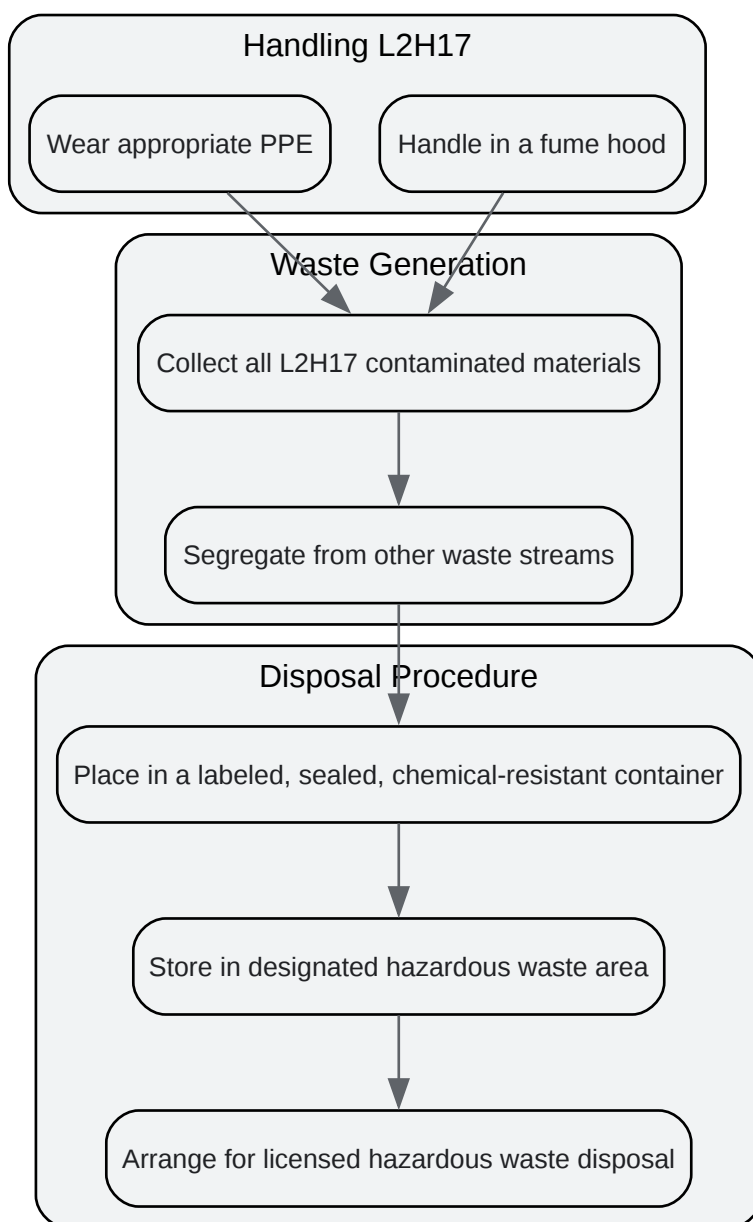 Handling L2H17
Wear appropriate PPE
Handle in a fume hood
Waste Generation
Collect all L2H17 contaminated materials
Segregate from other waste streams
Disposal Procedure
Place in a labeled, sealed, chemical-resistant container
Store in designated hazardous waste area
Arrange for licensed hazardous waste disposal